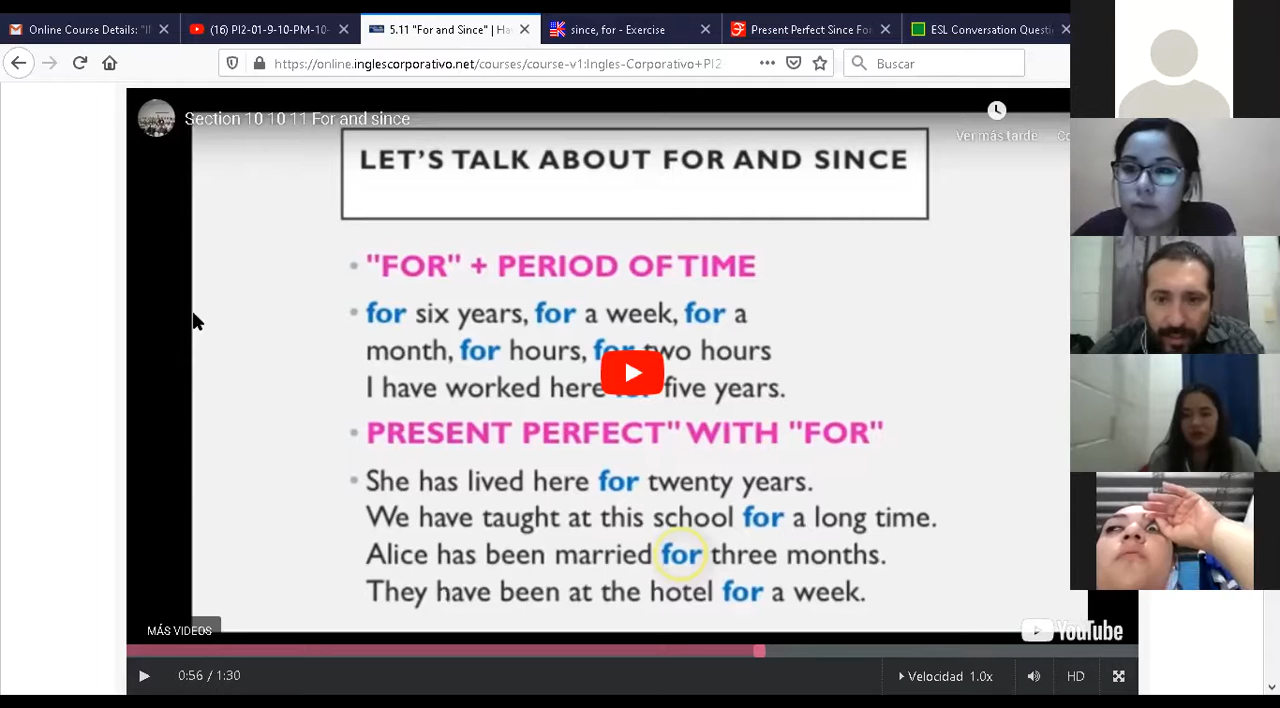 Online Course Details: "II
(16) PI2-01-9-10-PM-10-
5.11 "For and Since" | Ha
since, for - Exercise
Present Perfect Since Fo
ESL Conversation Questi
https://online.inglescorporativo.net/courses/course-v1:Ingles-Corporativo+PI2
Buscar
Section 10 10 11 For and since
Ver más tarde
Co
LET'S TALK ABOUT FOR AND SINCE
"FOR" + PERIOD OF TIME
for six years, for a week, for a
month, for hours, for two hours
I have worked here for five years.
PRESENT PERFECT" WITH "FOR"
She has lived here for twenty years.
We have taught at this school for a long time.
Alice has been married for three months.
They have been at the hotel for a week.
MÁS VIDEOS
YouTube
0:56 / 1:30
Velocidad 1.0x
HD